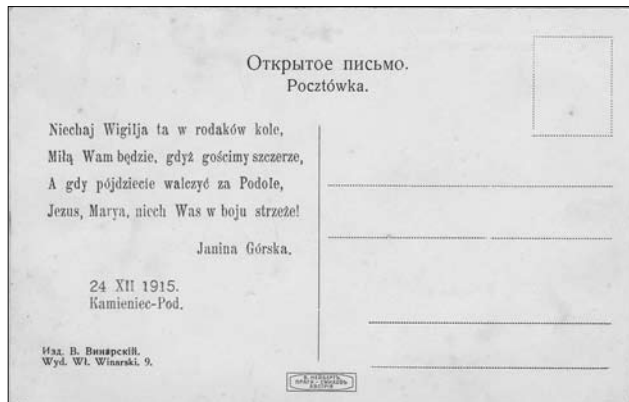 Открытое письмо.
Pocztówka.
Niechaj Wigilja ta w rodaków kole,
Miłą Wam będzie, gdyż gościmy szczerze,
A gdy pójdziecie walczyć za Podole,
Jezus, Marya, niech Was w boju strzeże!
Janina Górska.
24 XII 1915.
Kamieniec-Pod.
Изд. В. Винярскій.
Wyd. Wł. Winarski. 9.